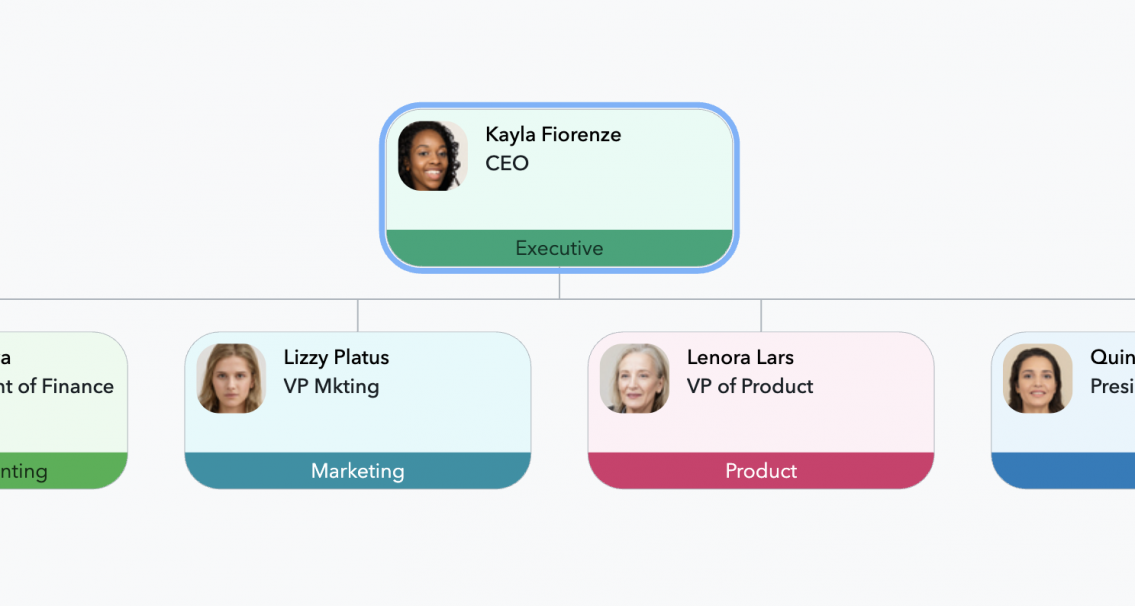 Kayla Fiorenze
CEO
Executive
a
nt of Finance
nting
Lizzy Platus
VP Mkting
Marketing
Lenora Lars
VP of Product
Product
Quin
Presi